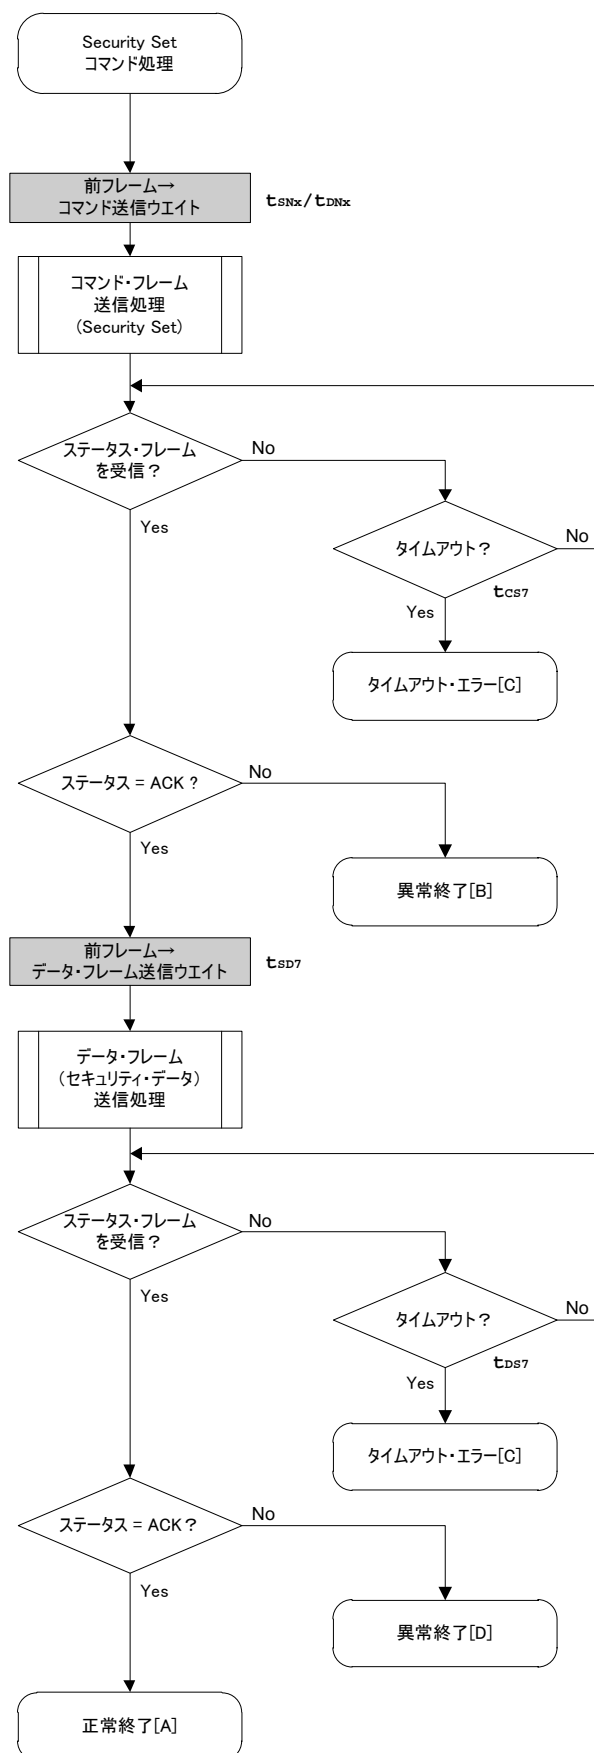 Security Set
コマンド処理
前フレーム→
コマンド送信ウエイト
tSNx/tDNx
コマンド・フレーム
送信処理
(Security Set)
ステータス・フレーム
を受信？
No
Yes
タイムアウト？
No
tCS7
Yes
タイムアウト・エラー[C]
ステータス = ACK？
No
Yes
異常終了[B]
前フレーム→
データ・フレーム送信ウエイト
tSD7
データ・フレーム
（セキュリティ・データ）
送信処理
ステータス・フレーム
を受信？
No
Yes
タイムアウト？
No
tDS7
Yes
タイムアウト・エラー[C]
ステータス = ACK？
No
Yes
異常終了[D]
正常終了[A]